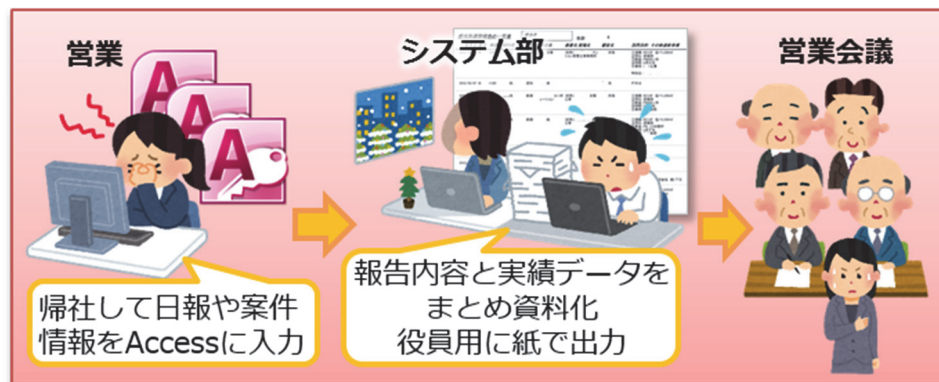 営業
システム部
営業会議
帰社して日報や案件
情報をAccessに入力
報告内容と実績データを
まとめ資料化
役員用に紙で出力